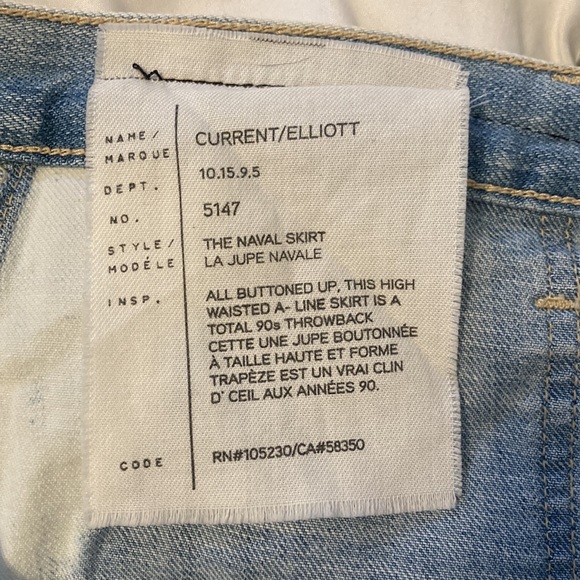 NAME/ MARQUE CURRENT/ELLIOTT
DEPT. 10.15.9.5
NO. 5147
STYLE/ THE NAVAL SKIRT
MODÉLE LA JUPE NAVALE
INSP. ALL BUTTONED UP, THIS HIGH
WAISTED A- LINE SKIRT IS A
TOTAL 90s THROWBACK
CETTE UNE JUPE BOUTONNÉE
À TAILLE HAUTE ET FORME
TRAPÈZE EST UN VRAI CLIN
D' CEIL AUX ANNÉES 90.
CODE RN#105230/CA#58350